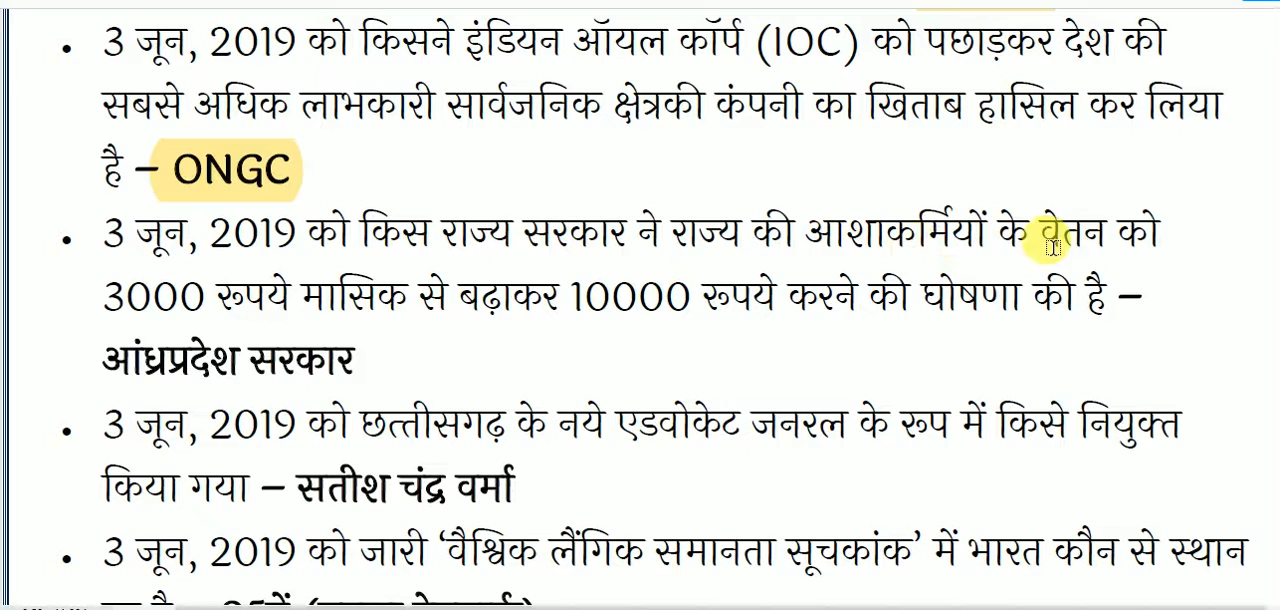 • 3 जून, 2019 को किसने इंडियन ऑयल कॉर्प (IOC) को पछाड़कर देश की
सबसे अधिक लाभकारी सार्वजनिक क्षेत्रकी कंपनी का खिताब हासिल कर लिया
है – ONGC
• 3 जून, 2019 को किस राज्य सरकार ने राज्य की आशाकर्मियों के वेतन को
3000 रूपये मासिक से बढ़ाकर 10000 रूपये करने की घोषणा की है –
आंध्रप्रदेश सरकार
• 3 जून, 2019 को छत्तीसगढ़ के नये एडवोकेट जनरल के रूप में किसे नियुक्त
किया गया – सतीश चंद्र वर्मा
• 3 जून, 2019 को जारी ‘वैश्विक लैंगिक समानता सूचकांक’ में भारत कौन से स्थान